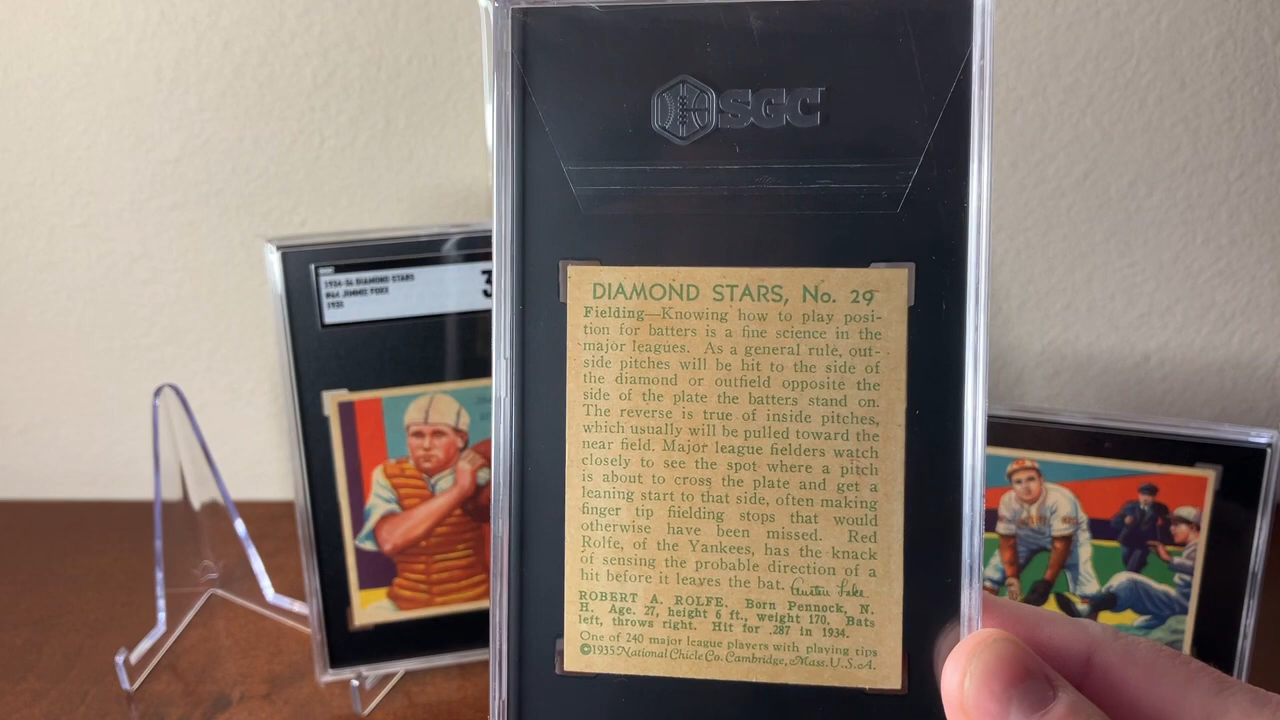 SGC
1934-36 DIAMOND STARS
#64 JIMMIE FOXX
1935
3
DIAMOND STARS, No. 29
Fielding—Knowing how to play posi-
tion for batters is a fine science in the
major leagues. As a general rule, out-
side pitches will be hit to the side of
the diamond or outfield opposite the
side of the plate the batters stand on.
The reverse is true of inside pitches,
which usually will be pulled toward the
near field. Major league fielders watch
closely to see the spot where a pitch
is about to cross the plate and get a
leaning start to that side, often making
finger tip fiielding stops that would
otherwise have been missed. Red
Rolfe, of the Yankees, has the knack
of sensing the probable direction of a
hit before it leaves the bat. Austen Lake
ROBERT A. ROLFE. Born Pennock, N.
H. Age. 27, height 6 ft., weight 170. Bats
left, throws right. Hit for .287 in 1934.
One of 240 major league players with playing tips
©1935 National Chicle Co. Cambridge, Mass. U.S.A.